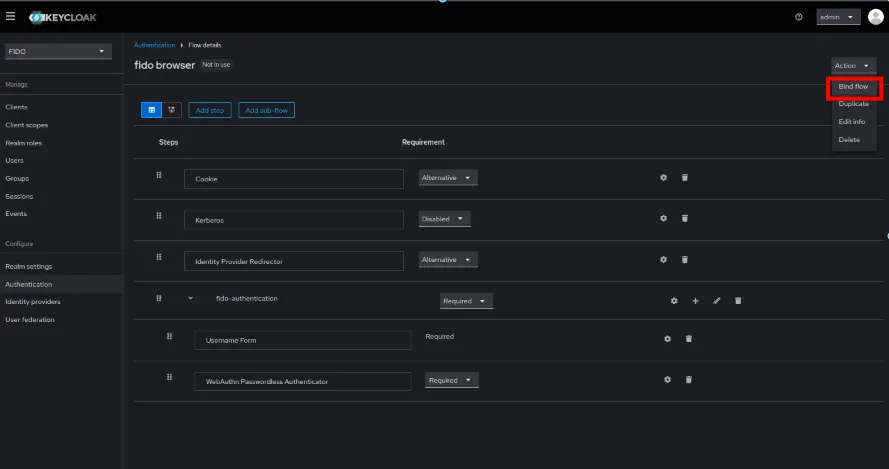 KEYCLOAK
admin
FIDO
Manage
Clients
Client scopes
Realm roles
Users
Groups
Sessions
Events
Configure
Realm settings
Authentication
Identity providers
User federation
Authentication > Flow details
fido browser Not in use
Action
Bind flow
Duplicate
Edit info
Delete
Add step Add sub-flow
Steps Requirement
Cookie Alternative
Kerberos Disabled
Identity Provider Redirector Alternative
fido-authentication Required
Username Form Required
WebAuthn Passwordless Authenticator Required